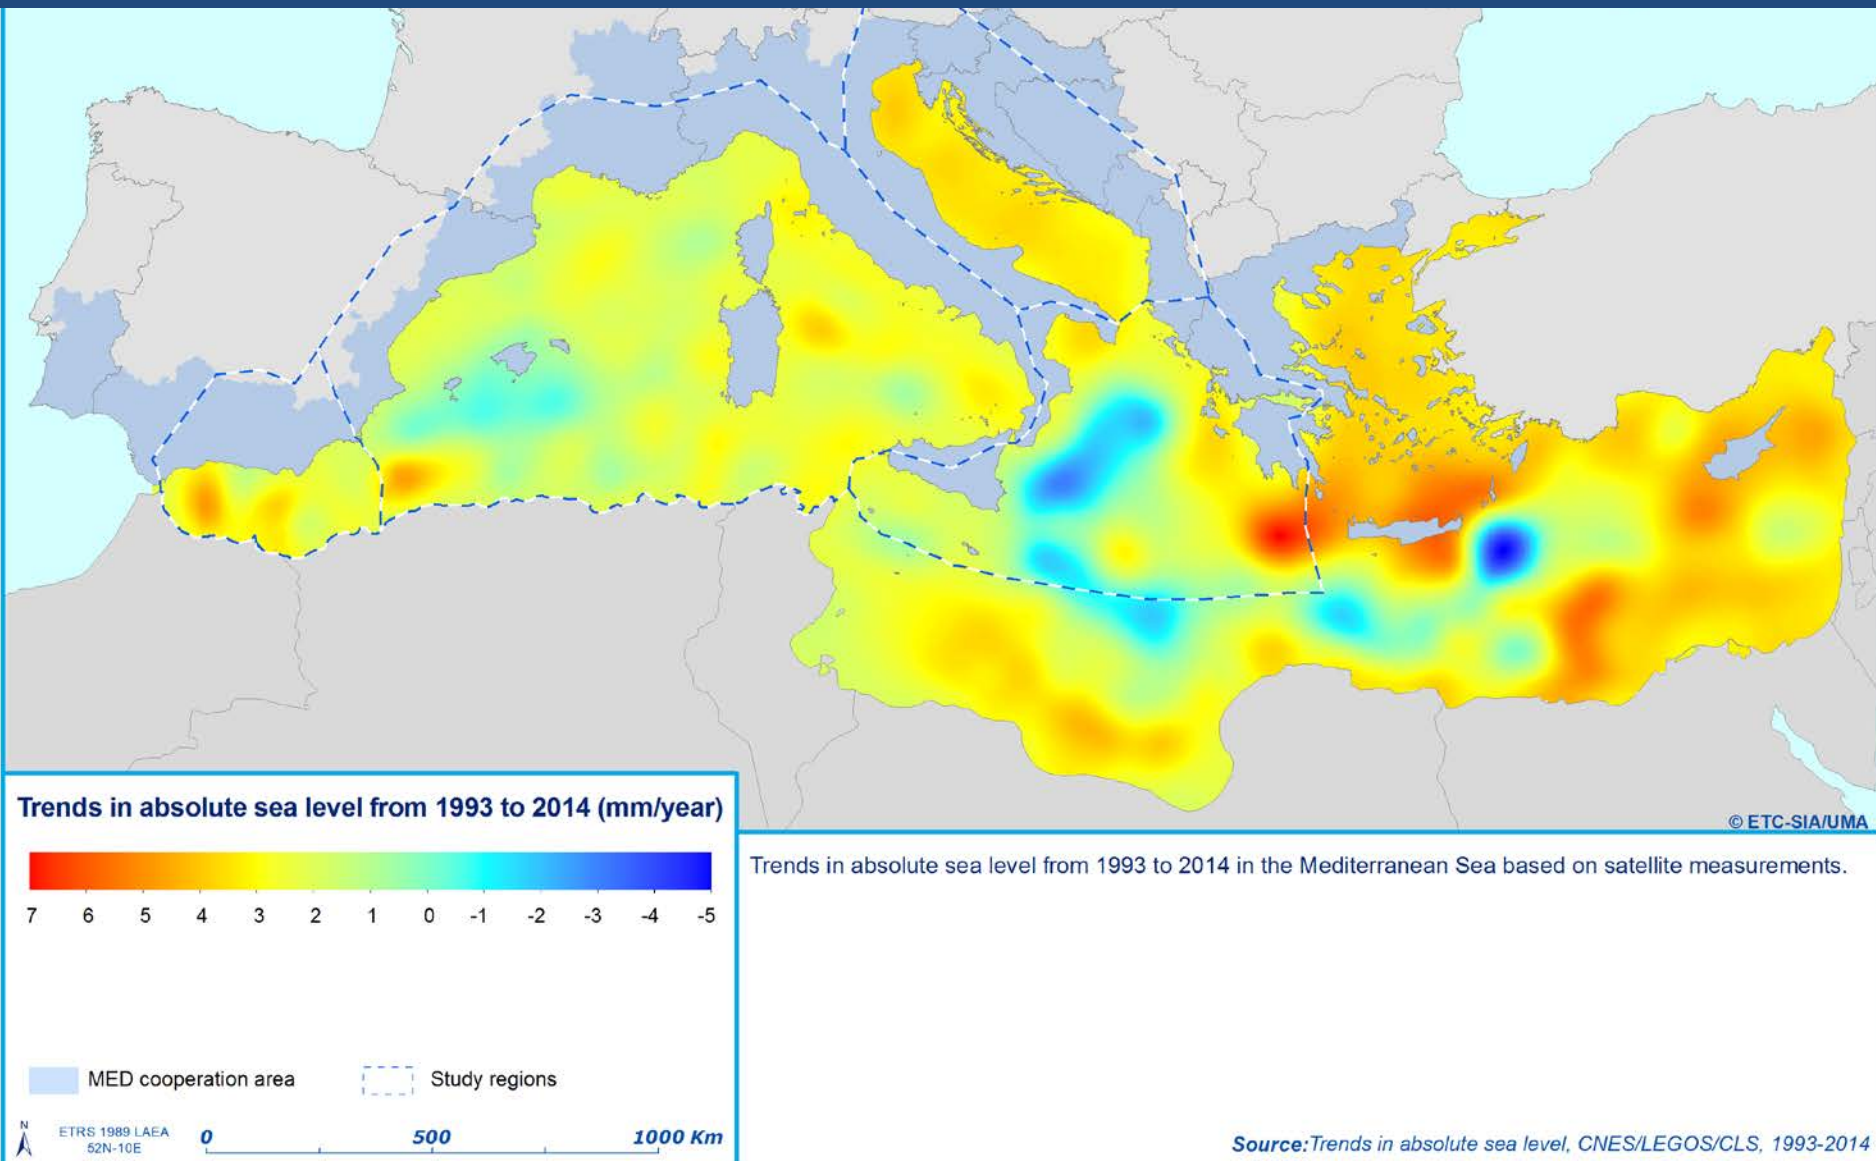 © ETC-SIA/UMA
Trends in absolute sea level from 1993 to 2014 (mm/year)
7 6 5 4 3 2 1 0 -1 -2 -3 -4 -5
MED cooperation area
Study regions
N
ETRS 1989 LAEA
52N-10E
0 500 1000 Km
Trends in absolute sea level from 1993 to 2014 in the Mediterranean Sea based on satellite measurements.
Source:Trends in absolute sea level, CNES/LEGOS/CLS, 1993-2014